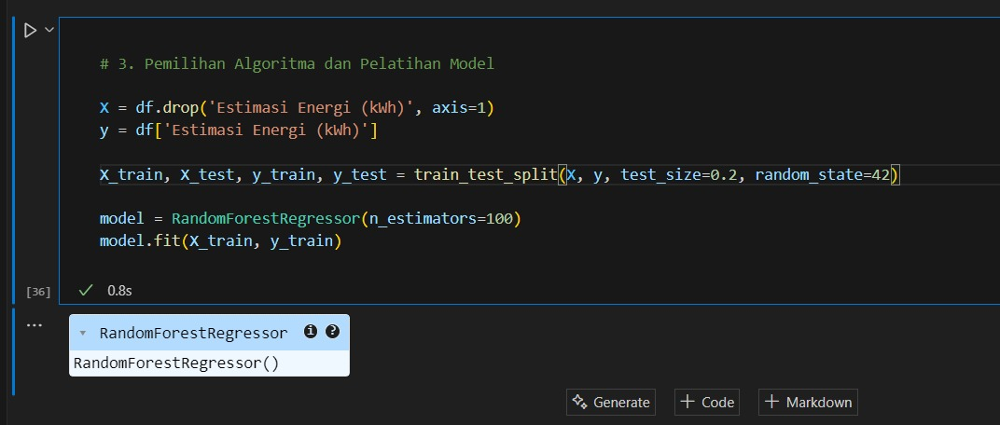 # 3. Pemilihan Algoritma dan Pelatihan Model
X = df.drop('Estimasi Energi (kWh)', axis=1)
y = df['Estimasi Energi (kWh)']
X_train, X_test, y_train, y_test = train_test_split(X, y, test_size=0.2, random_state=42)
model = RandomForestRegressor(n_estimators=100)
model.fit(X_train, y_train)
[36] 0.8s
... 
RandomForestRegressor i ?
RandomForestRegressor()
Generate + Code + Markdown